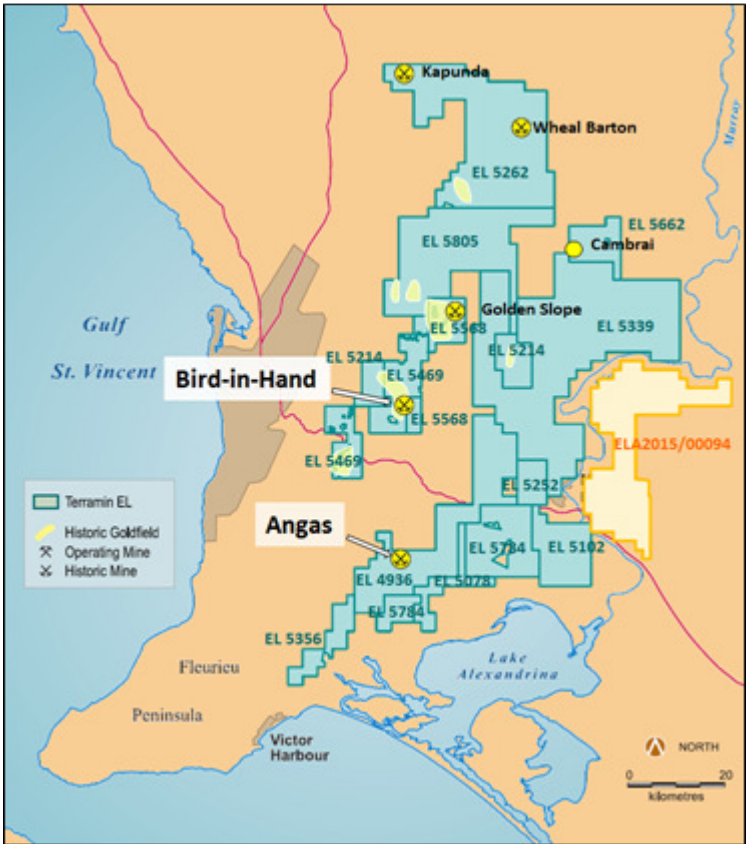 Kapunda
Wheal Barton
Murray
EL 5262
EL 5662
EL 5805
Cambrai
Golden Slope
EL 5568
EL 5339
Gulf
St. Vincent
EL 5214
EL 5214
Bird-in-Hand
EL 5469
EL 5568
ELA2015/00094
EL 5469
EL 5252
Terramin EL
Historic Goldfield
Operating Mine
Historic Mine
Angas
EL 5784
EL 5102
EL 4936
EL 5078
EL 5784
EL 5356
Fleurieu
Peninsula
Lake
Alexandrina
Victor
Harbour
NORTH
0 20
kilometres